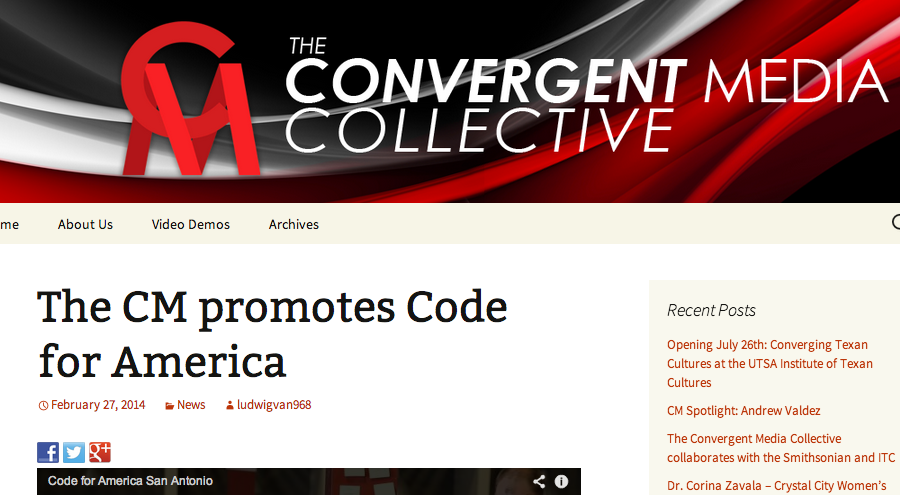 CM
THE
CONVERGENT MEDIA
COLLECTIVE
me About Us Video Demos Archives
The CM promotes Code
for America
February 27, 2014 News ludwigvan968
f g+
Code for America San Antonio
Recent Posts
Opening July 26th: Converging Texan
Cultures at the UTSA Institute of Texan
Cultures
CM Spotlight: Andrew Valdez
The Convergent Media Collective
collaborates with the Smithsonian and ITC
Dr. Corina Zavala – Crystal City Women’s